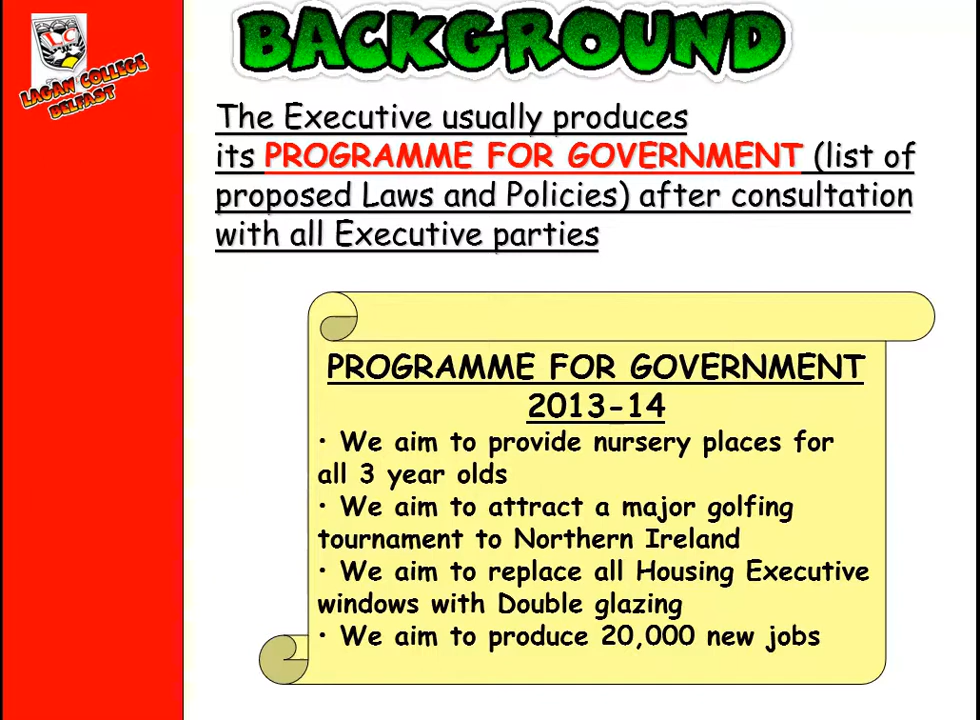 LC
LAGAN COLLEGE
BELFAST
BACKGROUND
The Executive usually produces
its PROGRAMME FOR GOVERNMENT (list of
proposed Laws and Policies) after consultation
with all Executive parties
PROGRAMME FOR GOVERNMENT
2013-14
• We aim to provide nursery places for
all 3 year olds
• We aim to attract a major golfing
tournament to Northern Ireland
• We aim to replace all Housing Executive
windows with Double glazing
• We aim to produce 20,000 new jobs